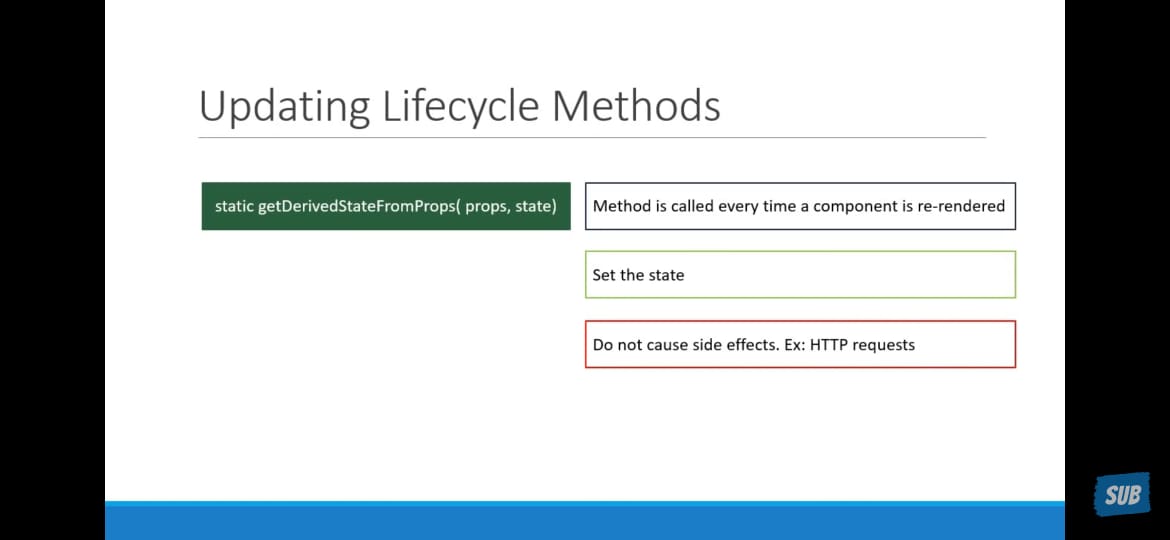 Updating Lifecycle Methods
static getDerivedStateFromProps( props, state)
Method is called every time a component is re-rendered
Set the state
Do not cause side effects. Ex: HTTP requests
SUB